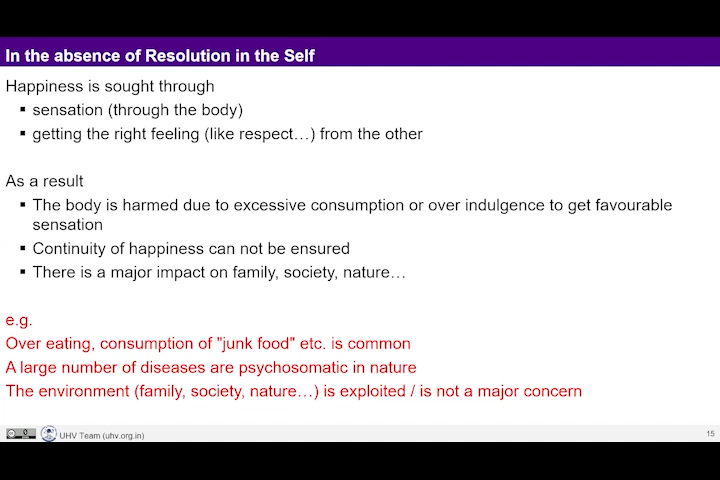 In the absence of Resolution in the Self
Happiness is sought through
▪ sensation (through the body)
▪ getting the right feeling (like respect…) from the other
As a result
▪ The body is harmed due to excessive consumption or over indulgence to get favourable
sensation
▪ Continuity of happiness can not be ensured
▪ There is a major impact on family, society, nature…
e.g.
Over eating, consumption of "junk food" etc. is common
A large number of diseases are psychosomatic in nature
The environment (family, society, nature…) is exploited / is not a major concern
UHV Team (uhv.org.in)
15